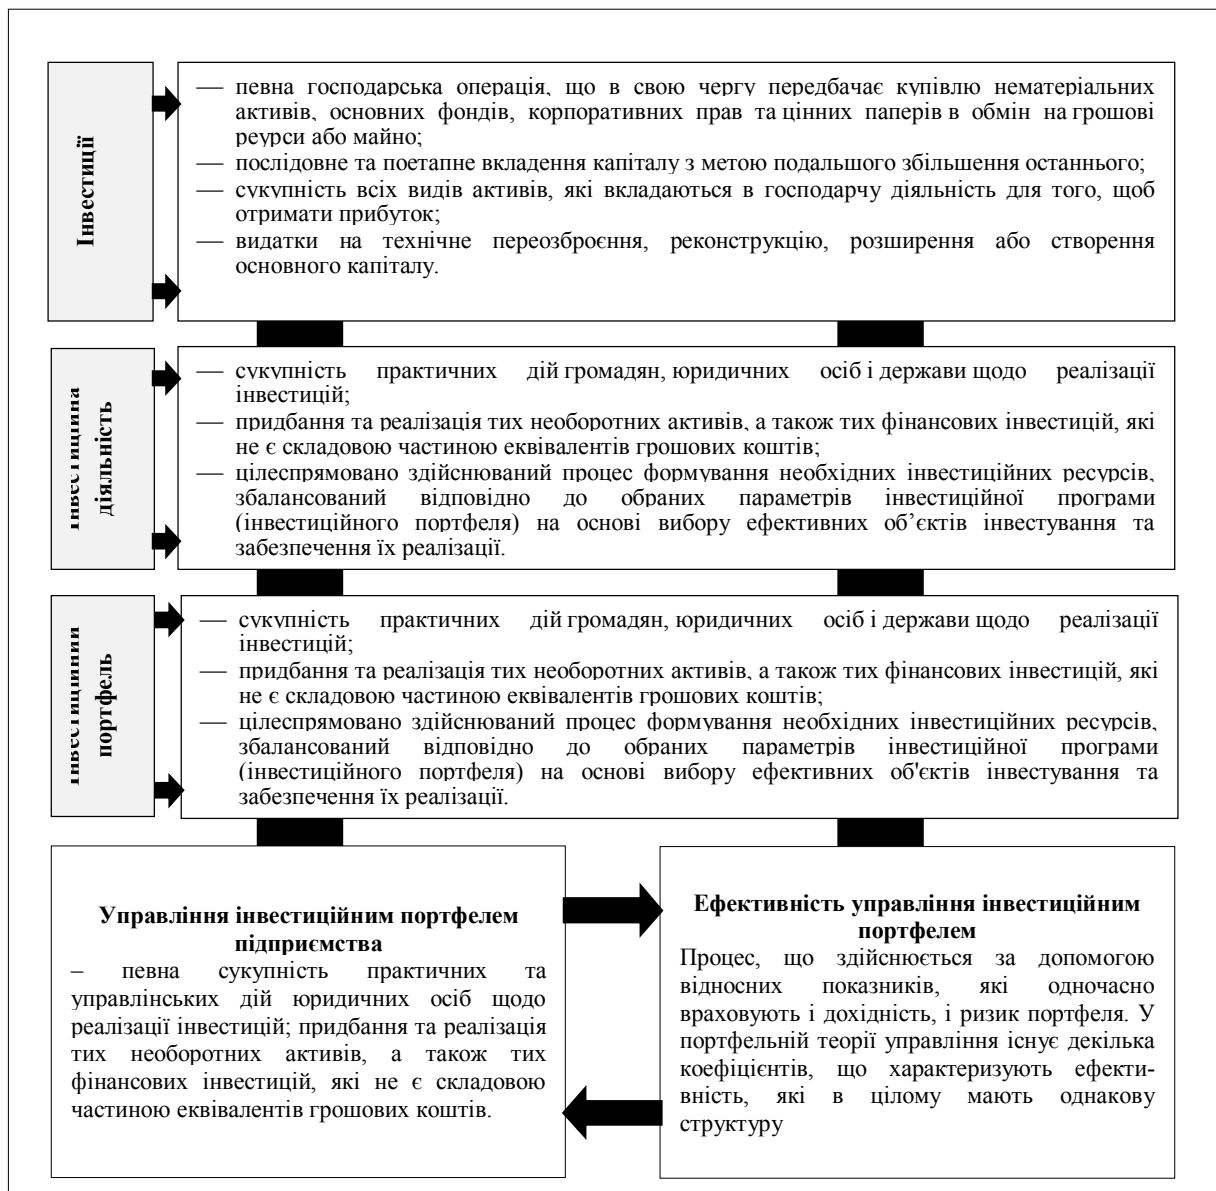 Інвестиції
— певна господарська операція, що в свою чергу передбачає купівлю нематеріальних
активів, основних фондів, корпоративних прав та цінних паперів в обмін на грошові
реурси або майно;
— послідовне та поетапне вкладення капіталу з метою подальшого збільшення останнього;
— сукупність всіх видів активів, які вкладаються в господарчу діяльність для того, щоб
отримати прибуток;
— видатки на технічне переозброєння, реконструкцію, розширення або створення
основного капіталу.
Інвестиційна
діяльність
— сукупність практичних дій громадян, юридичних осіб і держави щодо реалізації
інвестицій;
— придбання та реалізація тих необоротних активів, а також тих фінансових інвестицій, які
не є складовою частиною еквівалентів грошових коштів;
— цілеспрямовано здійснюваний процес формування необхідних інвестиційних ресурсів,
збалансований відповідно до обраних параметрів інвестиційної програми
(інвестиційного портфеля) на основі вибору ефективних об’єктів інвестування та
забезпечення їх реалізації.
Інвестиційний
портфель
— сукупність практичних дій громадян, юридичних осіб і держави щодо реалізації
інвестицій;
— придбання та реалізація тих необоротних активів, а також тих фінансових інвестицій, які
не є складовою частиною еквівалентів грошових коштів;
— цілеспрямовано здійснюваний процес формування необхідних інвестиційних ресурсів,
збалансований відповідно до обраних параметрів інвестиційної програми
(інвестиційного портфеля) на основі вибору ефективних об'єктів інвестування та
забезпечення їх реалізації.
Управління інвестиційним портфелем
підприємства
– певна сукупність практичних та
управлінських дій юридичних осіб щодо
реалізації інвестицій; придбання та реалізація
тих необоротних активів, а також тих
фінансових інвестицій, які не є складовою
частиною еквівалентів грошових коштів.
Ефективність управління інвестиційним
портфелем
Процес, що здійснюється за допомогою
відносних показників, які одночасно
враховують і дохідність, і ризик портфеля. У
портфельній теорії управління існує декілька
коефіцієнтів, що характеризують ефекти-
вність, які в цілому мають однакову
структуру